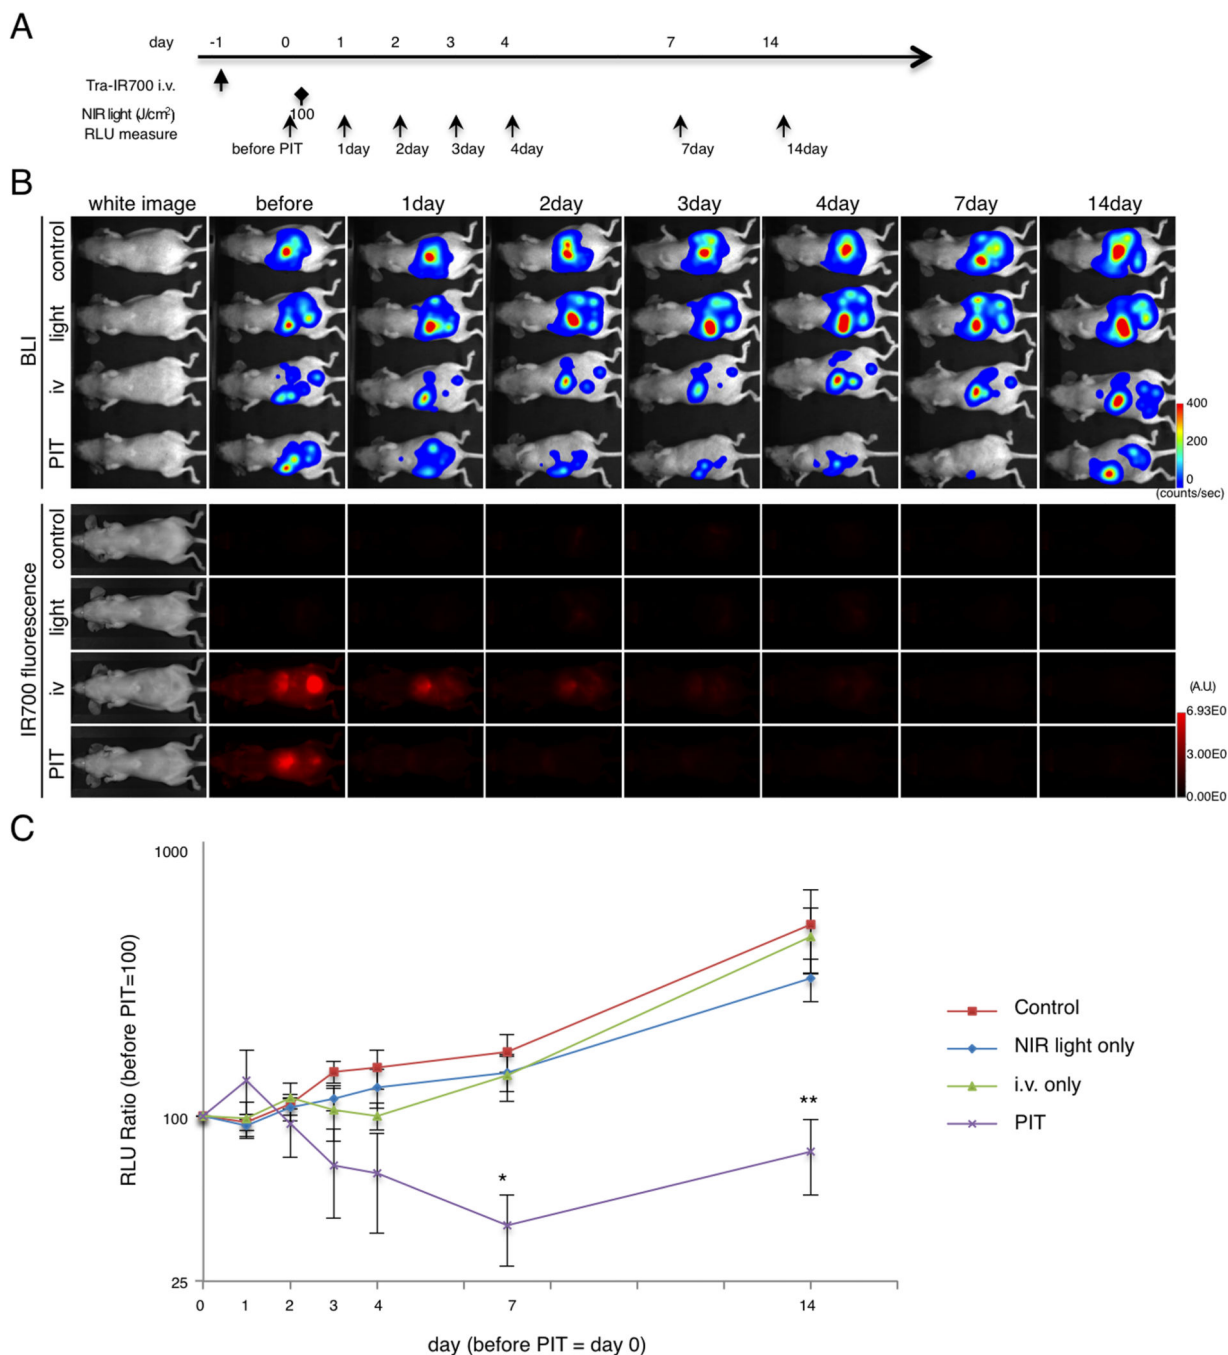 A
day -1 0 1 2 3 4 7 14
Tra-IR700 i.v.
NIR light (J/cm²) 100
RLU measure
before PIT 1day 2day 3day 4day 7day 14day
B
white image before 1day 2day 3day 4day 7day 14day
BLI
control
light
iv
PIT
400
200
0
(counts/sec)
IR700 fluorescence
control
light
iv
PIT
(A.U.)
6.93E0
3.00E0
0.00E0
C
RLU Ratio (before PIT=100)
1000
100
25
*
**
Control
NIR light only
i.v. only
PIT
0 1 2 3 4 7 14
day (before PIT = day 0)